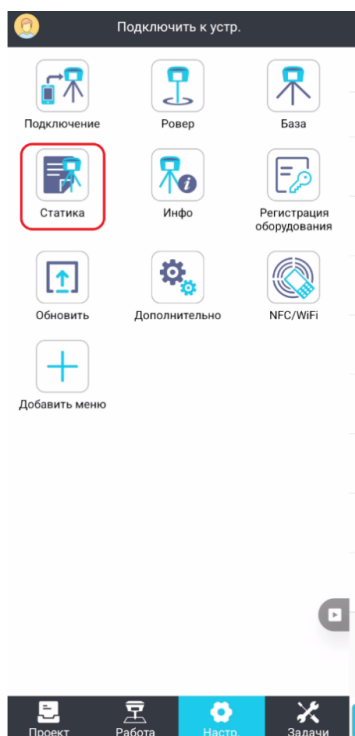 Подключить к устр.
Подключение
Ровер
База
Статика
Инфо
Регистрация
оборудования
Обновить
Дополнительно
NFC/WiFi
Добавить меню
Проект
Работа
Настр.
Задачи